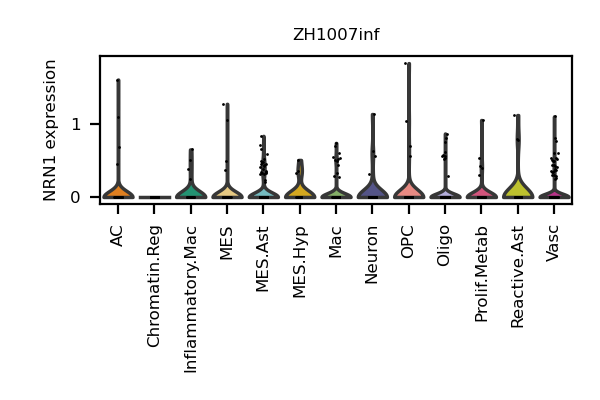 ZH1007inf
NRN1 expression
1
0
AC
Chromatin.Reg
Inflammatory.Mac
MES
MES.Ast
MES.Hyp
Mac
Neuron
OPC
Oligo
Prolif.Metab
Reactive.Ast
Vasc